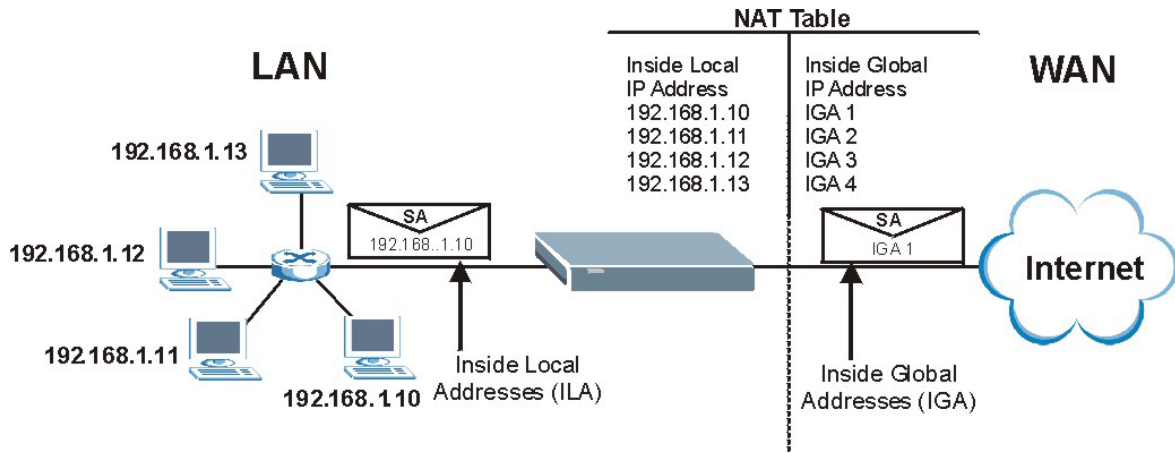 NAT Table
LAN
WAN
Inside Local
IP Address
192.168.1.10
192.168.1.11
192.168.1.12
192.168.1.13
Inside Global
IP Address
IGA 1
IGA 2
IGA 3
IGA 4
192.168.1.13
192.168.1.12
192.168.1.11
192.168.1.10
SA
192.168..1.10
SA
IGA 1
Internet
Inside Local
Addresses (ILA)
Inside Global
Addresses (IGA)